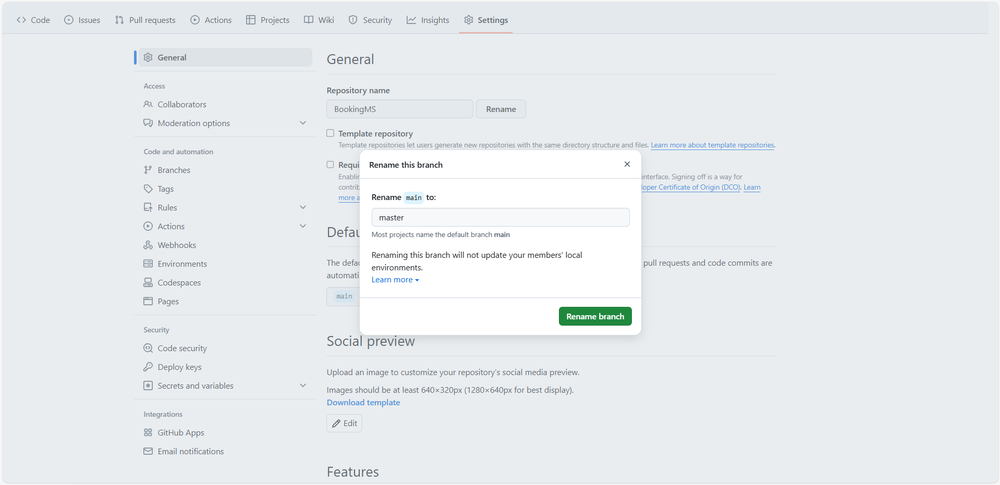 Code Issues Pull requests Actions Projects Wiki Security Insights Settings
General
Access
Collaborators
Moderation options
Code and automation
Branches
Tags
Rules
Actions
Webhooks
Environments
Codespaces
Pages
Security
Code security
Deploy keys
Secrets and variables
Integrations
GitHub Apps
Email notifications
General
Repository name
BookingMS Rename
Template repository
Template repositories let users generate new repositories with the same directory structure and files. Learn more about template repositories.
Rename this branch
Rename main to:
master
Most projects name the default branch main
Renaming this branch will not update your members' local
environments.
Learn more
Rename branch
interface. Signing off is a way for
Certificate of Origin (DCO). Learn
more
The
pull requests and code commits are
main
Social preview
Upload an image to customize your repository's social media preview.
Images should be at least 640×320px (1280×640px for best display).
Download template
Edit
Features